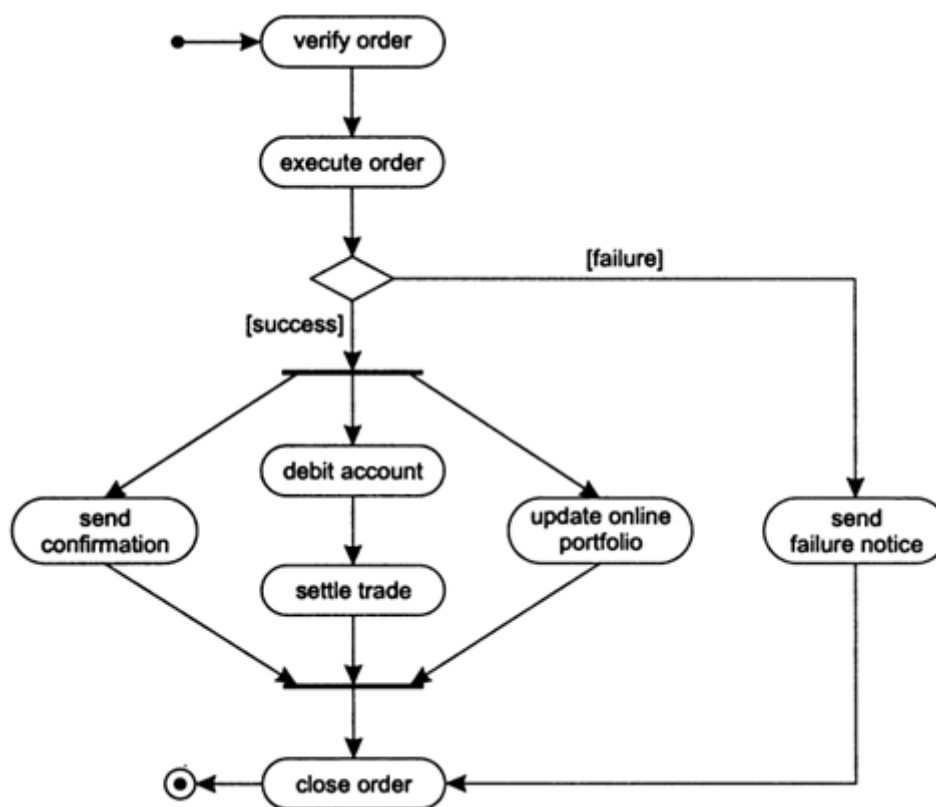 verify order
execute order
[failure]
[success]
debit account
send
confirmation
update online
portfolio
send
failure notice
settle trade
close order